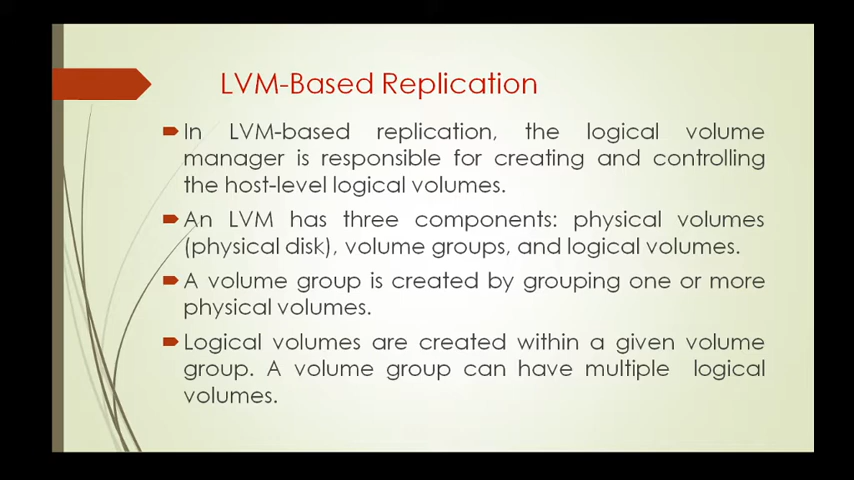 LVM-Based Replication
In LVM-based replication, the logical volume
manager is responsible for creating and controlling
the host-level logical volumes.
An LVM has three components: physical volumes
(physical disk), volume groups, and logical volumes.
A volume group is created by grouping one or more
physical volumes.
Logical volumes are created within a given volume
group. A volume group can have multiple logical
volumes.